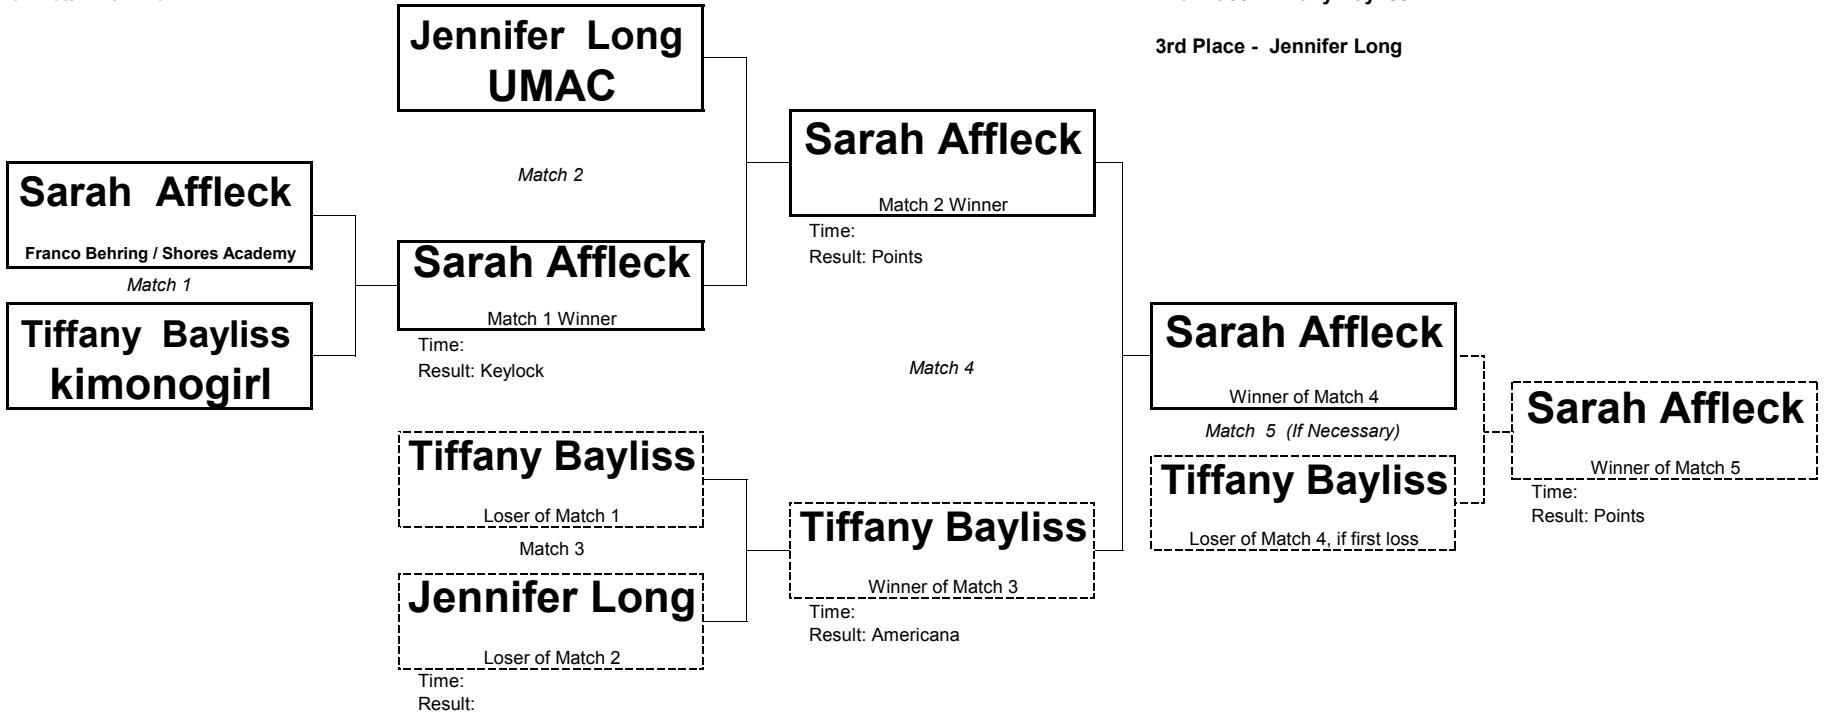 Jennifer Long
UMAC
3rd Place - Jennifer Long
Sarah Affleck
Match 2 Winner
Time:
Result: Points
Match 2
Sarah Affleck
Franco Behring / Shores Academy
Match 1
Tiffany Bayliss
kimonogirl
Sarah Affleck
Match 1 Winner
Time:
Result: Keylock
Match 4
Sarah Affleck
Winner of Match 4
Match 5 (If Necessary)
Tiffany Bayliss
Loser of Match 4, if first loss
Sarah Affleck
Winner of Match 5
Time:
Result: Points
Tiffany Bayliss
Loser of Match 1
Match 3
Jennifer Long
Loser of Match 2
Time:
Result:
Tiffany Bayliss
Winner of Match 3
Time:
Result: Americana